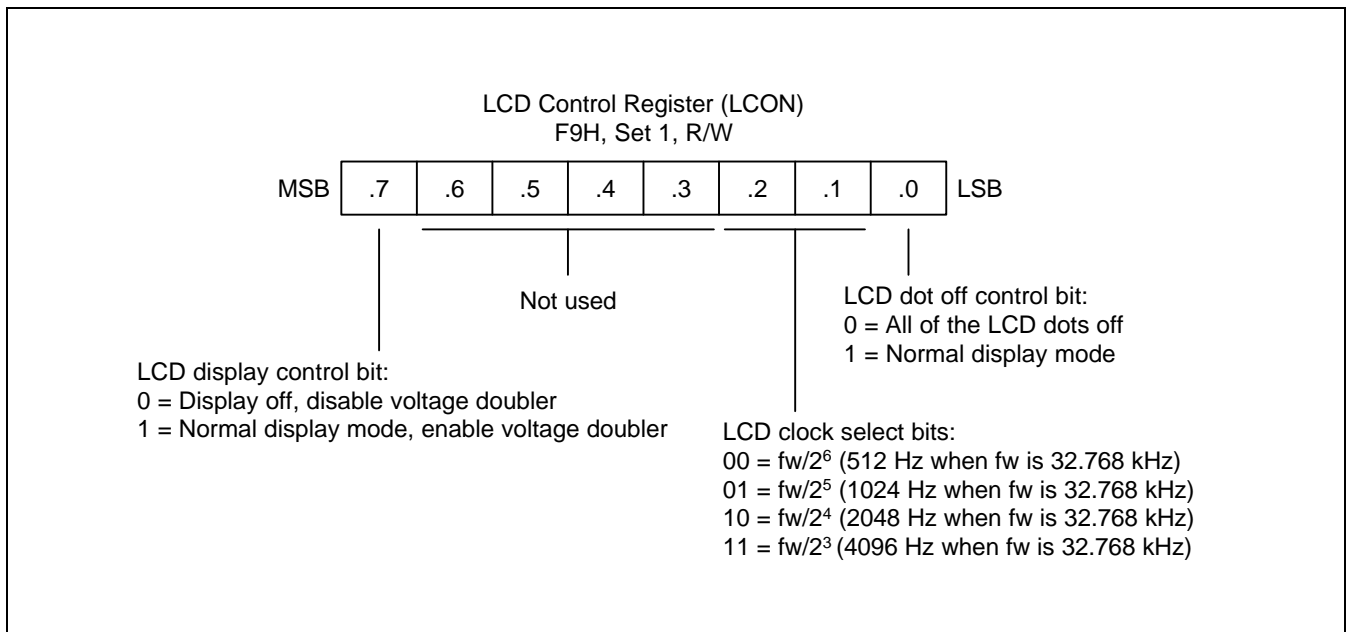 LCD Control Register (LCON)
F9H, Set 1, R/W
MSB .7 .6 .5 .4 .3 .2 .1 .0 LSB
Not used
LCD dot off control bit:
0 = All of the LCD dots off
1 = Normal display mode
LCD display control bit:
0 = Display off, disable voltage doubler
1 = Normal display mode, enable voltage doubler
LCD clock select bits:
00 = fw/2⁶ (512 Hz when fw is 32.768 kHz)
01 = fw/2⁵ (1024 Hz when fw is 32.768 kHz)
10 = fw/2⁴ (2048 Hz when fw is 32.768 kHz)
11 = fw/2³ (4096 Hz when fw is 32.768 kHz)